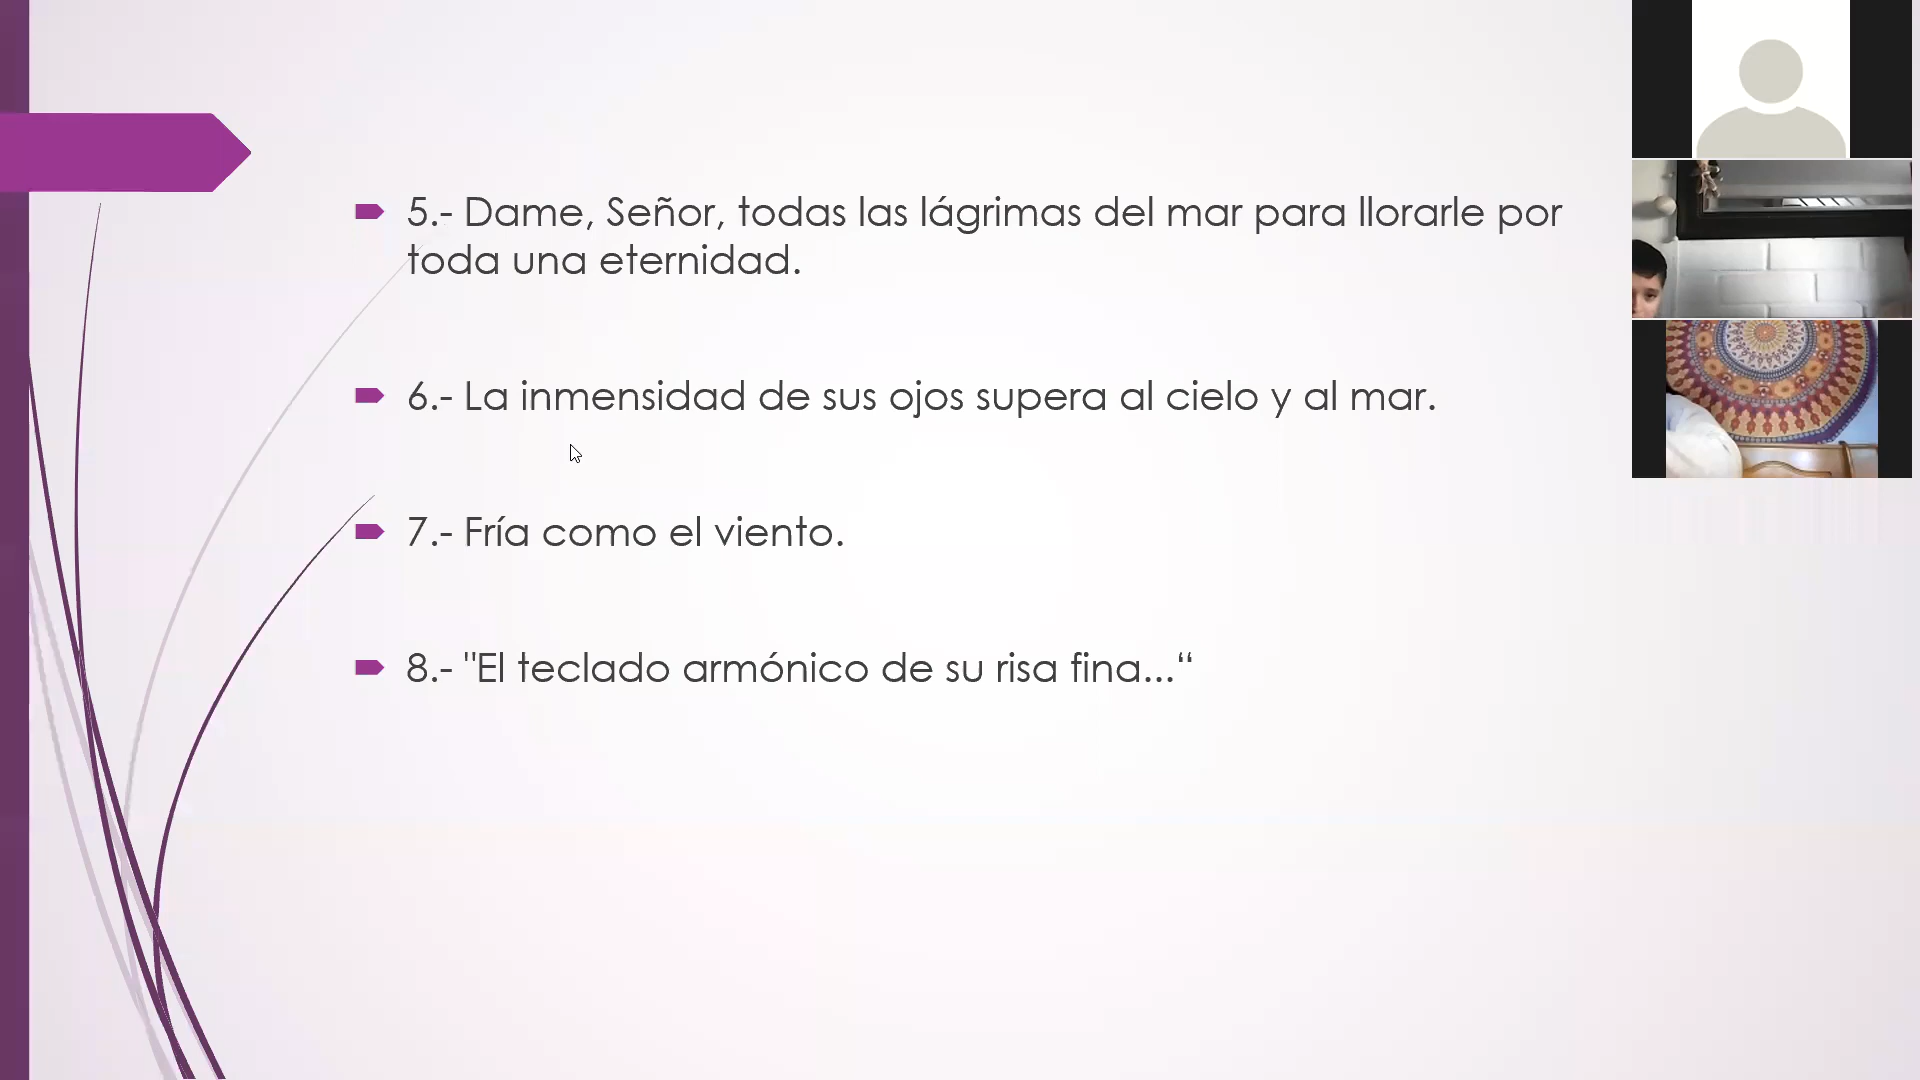 5.- Dame, Señor, todas las lágrimas del mar para llorarle por
toda una eternidad.
6.- La inmensidad de sus ojos supera al cielo y al mar.
7.- Fría como el viento.
8.- "El teclado armónico de su risa fina...“